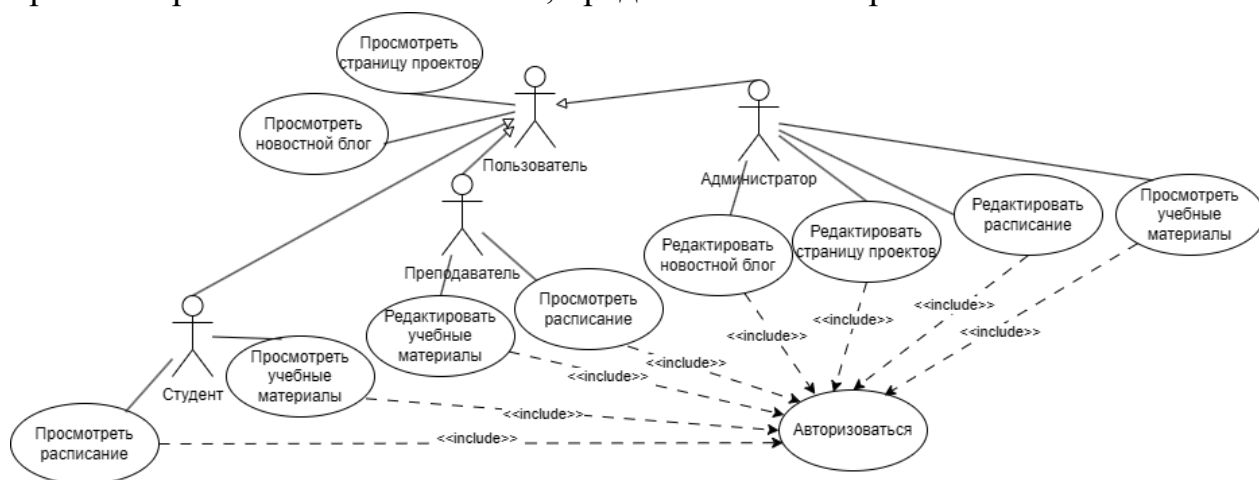 Просмотреть
страницу проектов
Просмотреть
новостной блог
Пользователь
Администратор
Преподаватель
Студент
Редактировать
новостной блог
Редактировать
страницу проектов
Редактировать
расписание
Просмотреть
учебные
материалы
Редактировать
учебные
материалы
Просмотреть
расписание
Просмотреть
учебные
материалы
Просмотреть
расписание
<<include>>
<<include>>
<<include>>
<<include>>
<<include>>
<<include>>
<<include>>
<<include>>
Авторизоваться